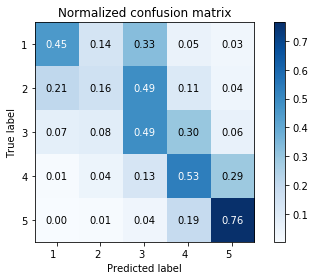 Normalized confusion matrix
1 0.45 0.14 0.33 0.05 0.03
2 0.21 0.16 0.49 0.11 0.04
3 0.07 0.08 0.49 0.30 0.06
4 0.01 0.04 0.13 0.53 0.29
5 0.00 0.01 0.04 0.19 0.76
1 2 3 4 5
True label
Predicted label
0.7
0.6
0.5
0.4
0.3
0.2
0.1